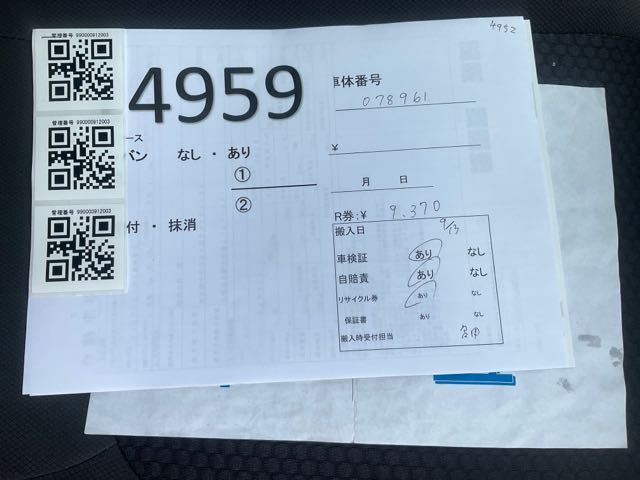 4952
管理番号 990000912003
管理番号 990000912003
管理番号 990000912003
4959
車体番号
078961
ース
バン なし ・ あり
¥
①
②
月 日
付 ・ 抹消
R券:¥ 9.370
搬入日 9/13
車検証 あり なし
自賠責 あり なし
リサイクル券 あり なし
保証書 あり なし
搬入時受付担当